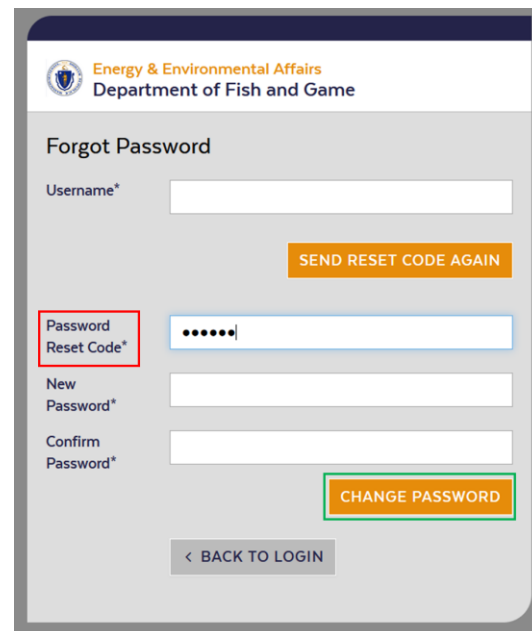 Energy & Environmental Affairs
Department of Fish and Game
Forgot Password
Username*
SEND RESET CODE AGAIN
Password
Reset Code*
••••••
New
Password*
Confirm
Password*
CHANGE PASSWORD
< BACK TO LOGIN